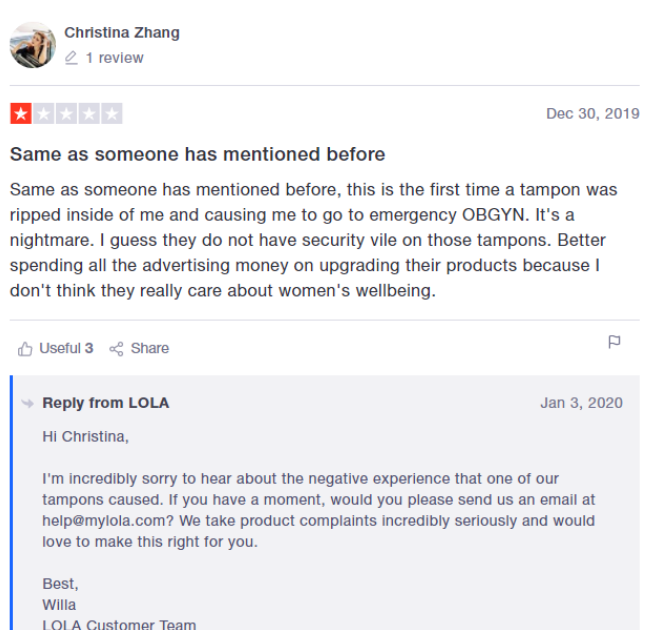 Christina Zhang
1 review
Dec 30, 2019
Same as someone has mentioned before
Same as someone has mentioned before, this is the first time a tampon was
ripped inside of me and causing me to go to emergency OBGYN. It's a
nightmare. I guess they do not have security vile on those tampons. Better
spending all the advertising money on upgrading their products because I
don't think they really care about women's wellbeing.
Useful 3 Share
Reply from LOLA
Jan 3, 2020
Hi Christina,
I'm incredibly sorry to hear about the negative experience that one of our
tampons caused. If you have a moment, would you please send us an email at
help@mylola.com? We take product complaints incredibly seriously and would
love to make this right for you.
Best,
Willa
LOLA Customer Team